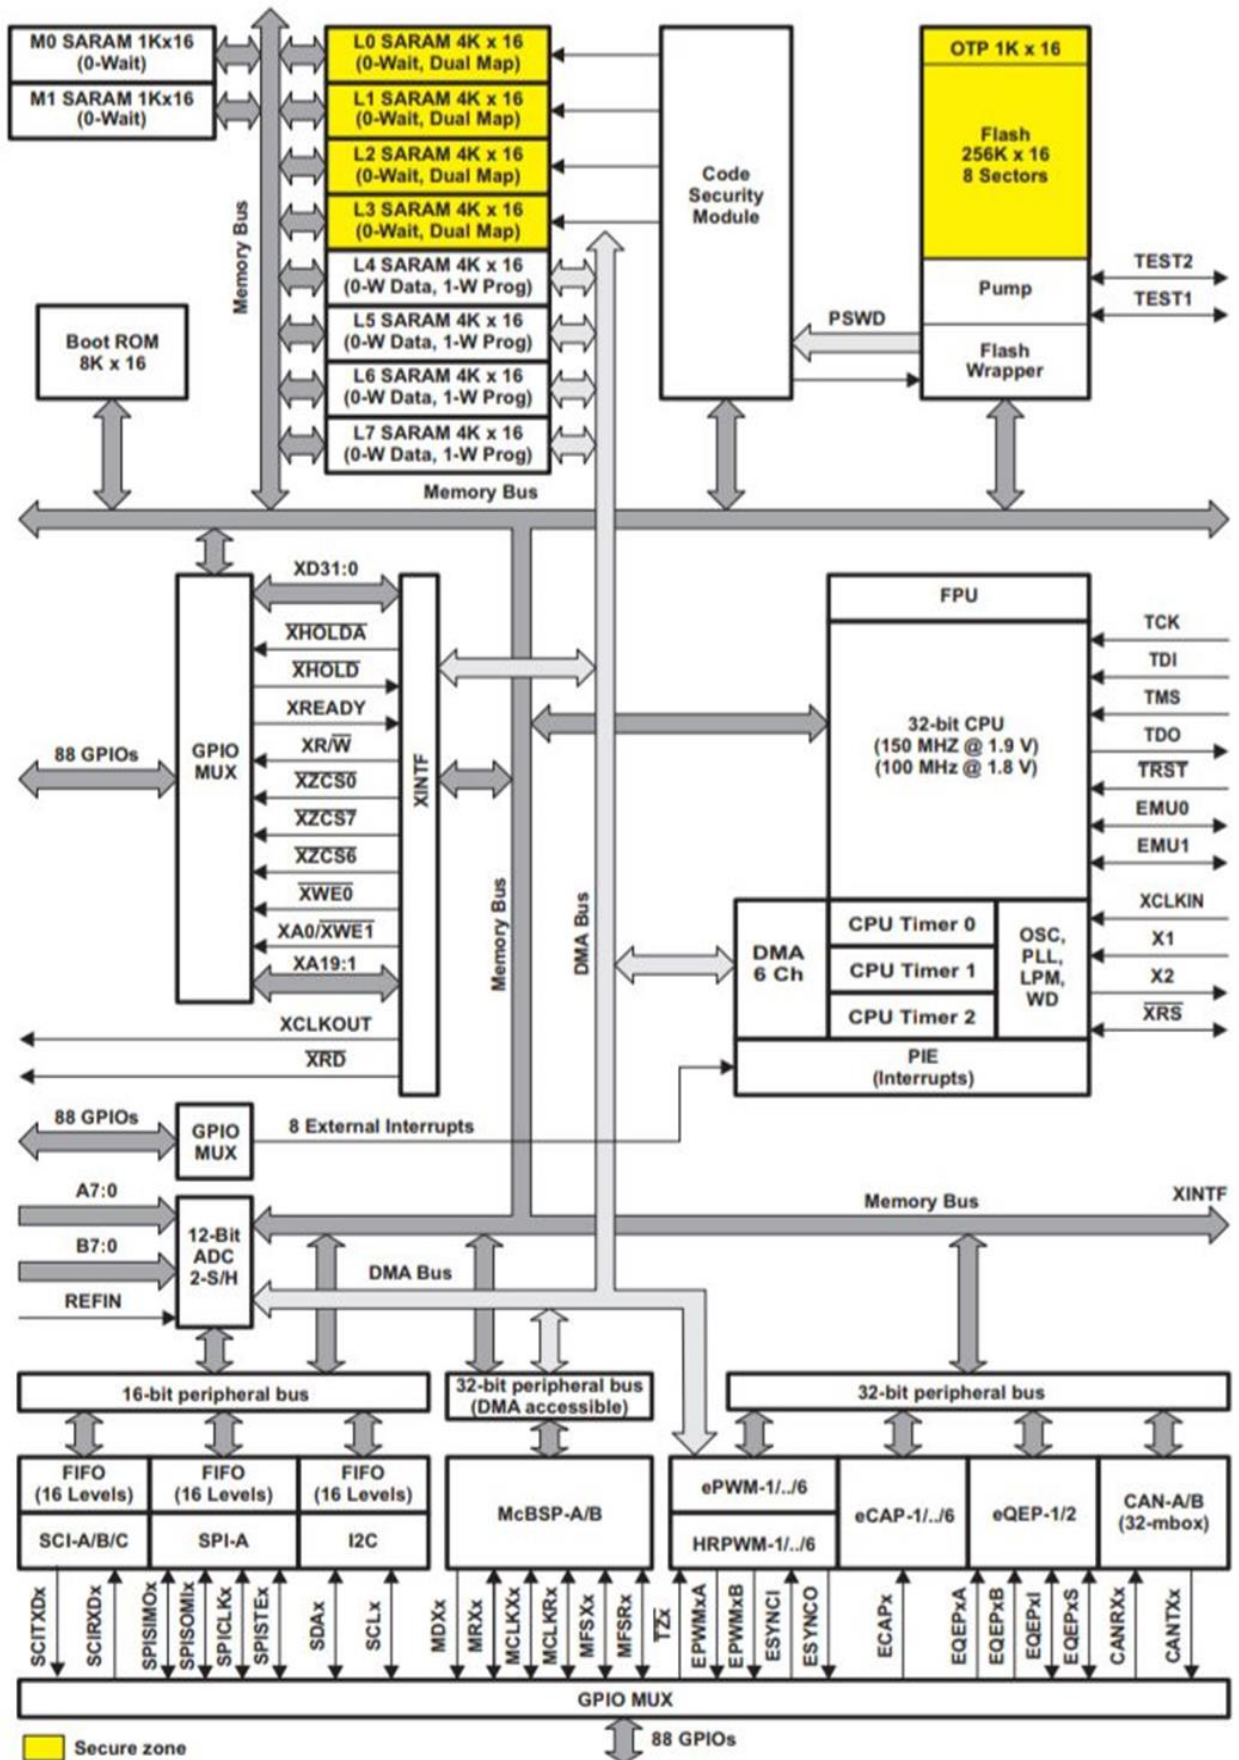 M0 SARAM 1Kx16
(0-Wait)
M1 SARAM 1Kx16
(0-Wait)
L0 SARAM 4K x 16
(0-Wait, Dual Map)
L1 SARAM 4K x 16
(0-Wait, Dual Map)
L2 SARAM 4K x 16
(0-Wait, Dual Map)
L3 SARAM 4K x 16
(0-Wait, Dual Map)
L4 SARAM 4K x 16
(0-W Data, 1-W Prog)
L5 SARAM 4K x 16
(0-W Data, 1-W Prog)
L6 SARAM 4K x 16
(0-W Data, 1-W Prog)
L7 SARAM 4K x 16
(0-W Data, 1-W Prog)
Memory Bus
Code
Security
Module
OTP 1K x 16
Flash
256K x 16
8 Sectors
Pump
Flash
Wrapper
TEST2
TEST1
PSWD
Boot ROM
8K x 16
Memory Bus
XD31:0
XHOLDA
XHOLD
XREADY
XR/W
XZCS0
XZCS7
XZCS6
XWE0
XA0/XWE1
XA19:1
XCLKOUT
XRD
88 GPIOs
GPIO
MUX
XINTF
Memory Bus
DMA Bus
FPU
32-bit CPU
(150 MHZ @ 1.9 V)
(100 MHz @ 1.8 V)
TCK
TDI
TMS
TDO
TRST
EMU0
EMU1
XCLKIN
X1
X2
XRS
DMA
6 Ch
CPU Timer 0
CPU Timer 1
CPU Timer 2
OSC,
PLL,
LPM,
WD
PIE
(Interrupts)
88 GPIOs
GPIO
MUX
8 External Interrupts
A7:0
B7:0
REFIN
12-Bit
ADC
2-S/H
Memory Bus
XINTF
DMA Bus
16-bit peripheral bus
32-bit peripheral bus
(DMA accessible)
32-bit peripheral bus
FIFO
(16 Levels)
FIFO
(16 Levels)
FIFO
(16 Levels)
SCI-A/B/C
SPI-A
I2C
McBSP-A/B
ePWM-1/../6
HRPWM-1/../6
eCAP-1/../6
eQEP-1/2
CAN-A/B
(32-mbox)
SCITXDx
SCIRXDx
SPISIMOx
SPISOMIx
SPICLKx
SPISTEx
SDAx
SCLx
MDXx
MRXx
MCLKXx
MCLKRx
MFSXx
MFSRx
TZx
EPWMxA
EPWMxB
ESYNCI
ESYNCO
ECAPx
EQEPxA
EQEPxB
EQEPxI
EQEPxS
CANRXx
CANTXx
GPIO MUX
Secure zone
88 GPIOs